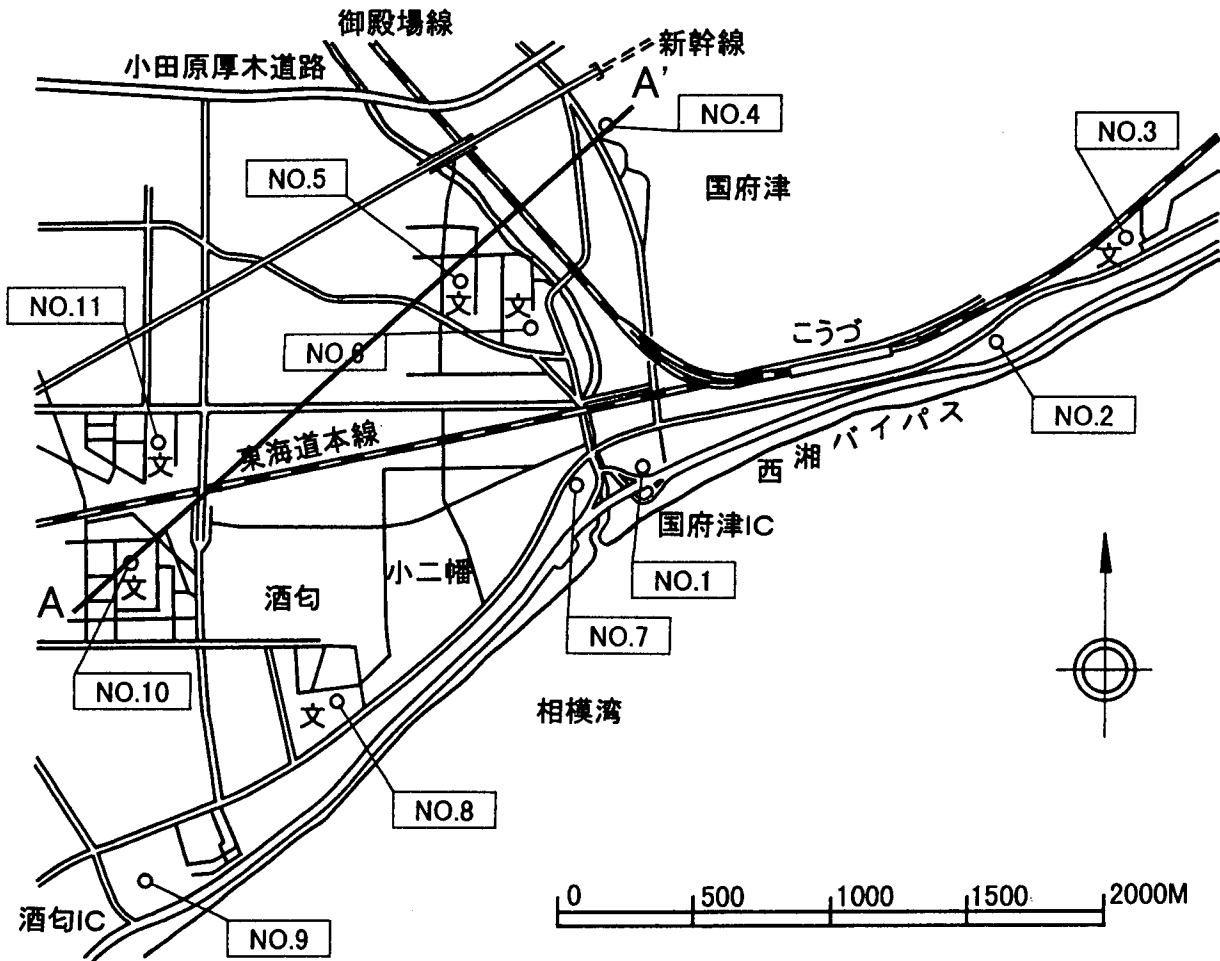 御殿場線
新幹線
小田原厚木道路
A'
NO.4
NO.3
NO.5
国府津
文
文
文
NO.11
NO.6
こうづ
NO.2
東海道本線
文
西湘バイパス
国府津IC
NO.1
小二幡
酒匂
A
文
NO.7
NO.10
文
相模湾
NO.8
酒匂IC
NO.9
0 500 1000 1500 2000M